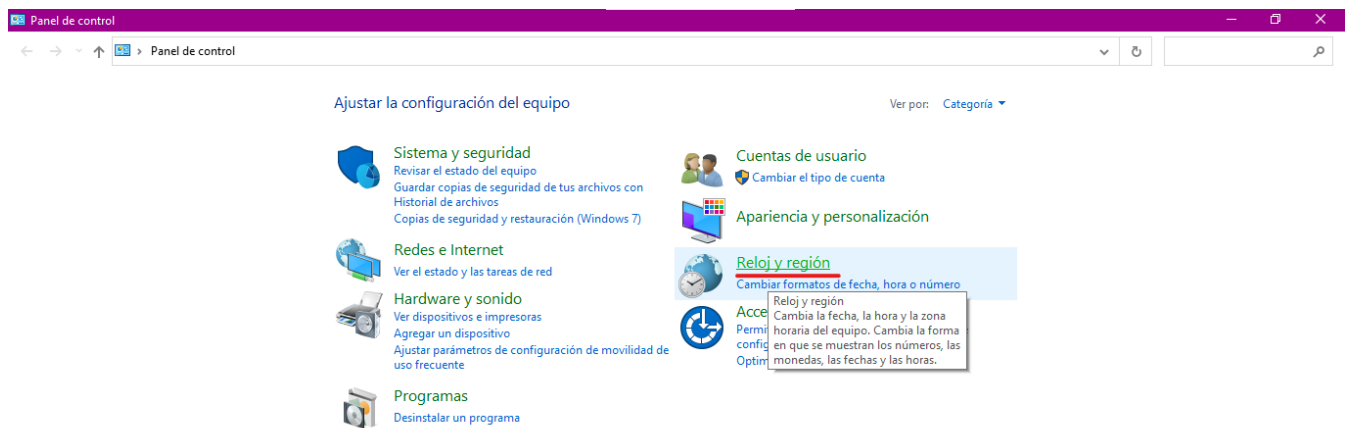 Panel de control
Panel de control
Ajustar la configuración del equipo
Ver por: Categoría
Sistema y seguridad
Revisar el estado del equipo
Guardar copias de seguridad de tus archivos con
Historial de archivos
Copias de seguridad y restauración (Windows 7)
Redes e Internet
Ver el estado y las tareas de red
Hardware y sonido
Ver dispositivos e impresoras
Agregar un dispositivo
Ajustar parámetros de configuración de movilidad de
uso frecuente
Programas
Desinstalar un programa
Cuentas de usuario
Cambiar el tipo de cuenta
Apariencia y personalización
Reloj y región
Cambiar formatos de fecha, hora o número
Reloj y región
Cambia la fecha, la hora y la zona
horaria del equipo. Cambia la forma
en que se muestran los números, las
monedas, las fechas y las horas.